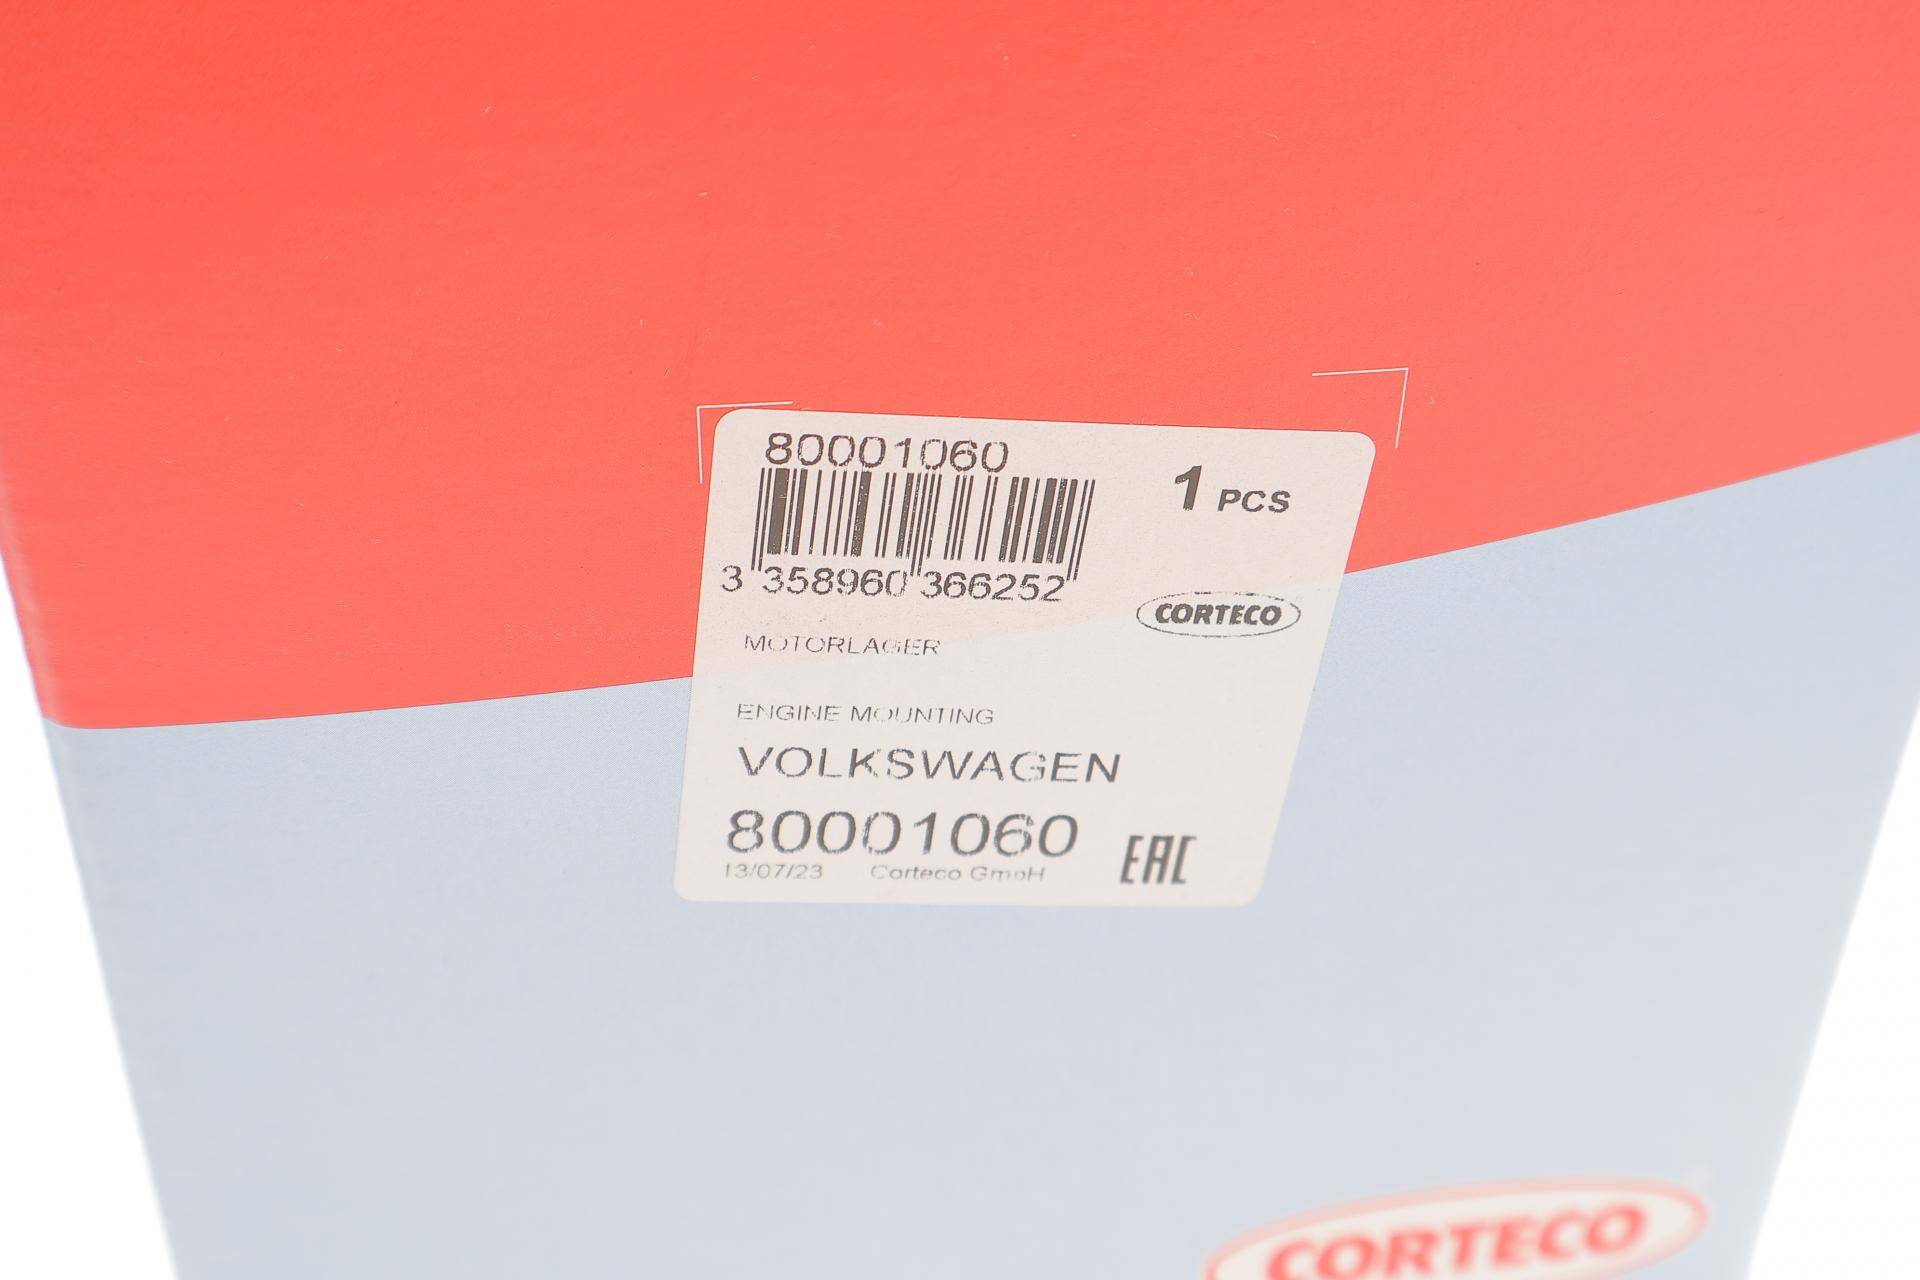 80001060
1 PCS
3 358960 366252
CORTECO
MOTORLAGER
ENGINE MOUNTING
VOLKSWAGEN
80001060
EAC
13/07/23 Corteco GmbH
CORTECO